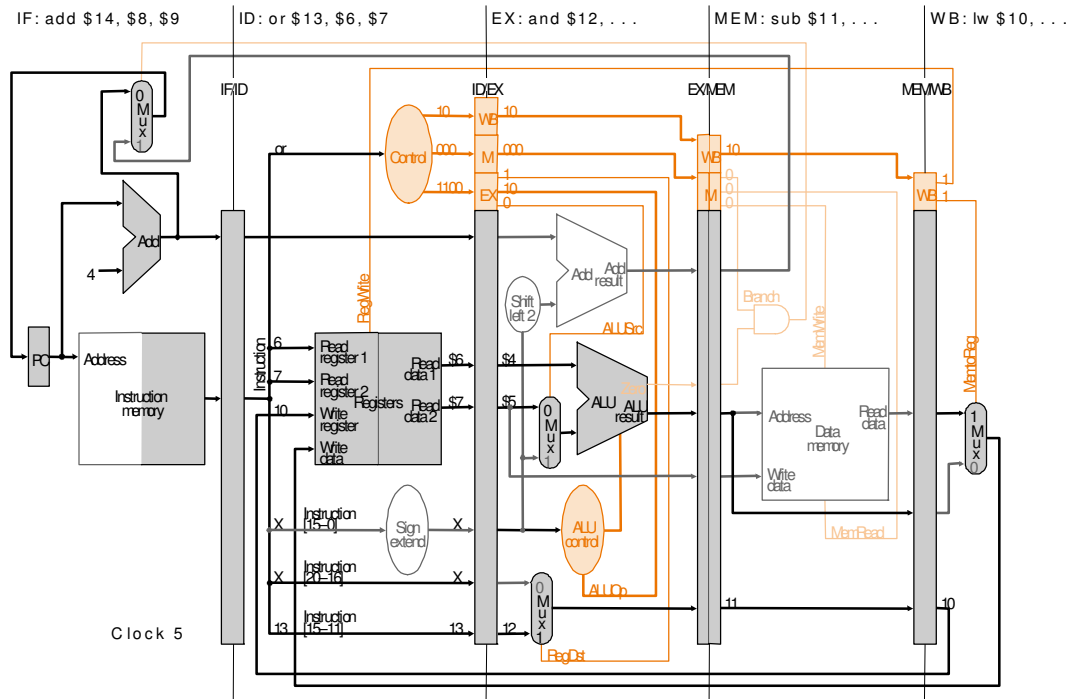 IF: add $14, $8, $9
ID: or $13, $6, $7
EX: and $12, . . .
MEM: sub $11, . . .
WB: lw $10, . . .
IF/ID
ID/EX
EX/MEM
MEM/WB
0
Mux
1
or
Control
10
000
1100
WB
M
EX
10
000
1
10
0
WB
M
10
0
0
0
WB
1
1
Add
4
RegWrite
Shift
left 2
Add
Add
result
ALUSrc
Branch
MemWrite
MemtoReg
PC
Address
Instruction
memory
Instruction
6
7
10
Read
register 1
Read
register 2
Registers
Write
register
Write
data
Read
data 1
Read
data 2
$6
$7
$4
$5
0
Mux
1
ALU
ALU
result
Address
Data
memory
Read
data
Write
data
1
Mux
0
X
Instruction
[15–0]
Sign
extend
X
ALU
control
MemRead
X
Instruction
[20–16]
X
ALUOp
0
Mux
1
11
10
13
Instruction
[15–11]
13
12
RegDst
Clock 5